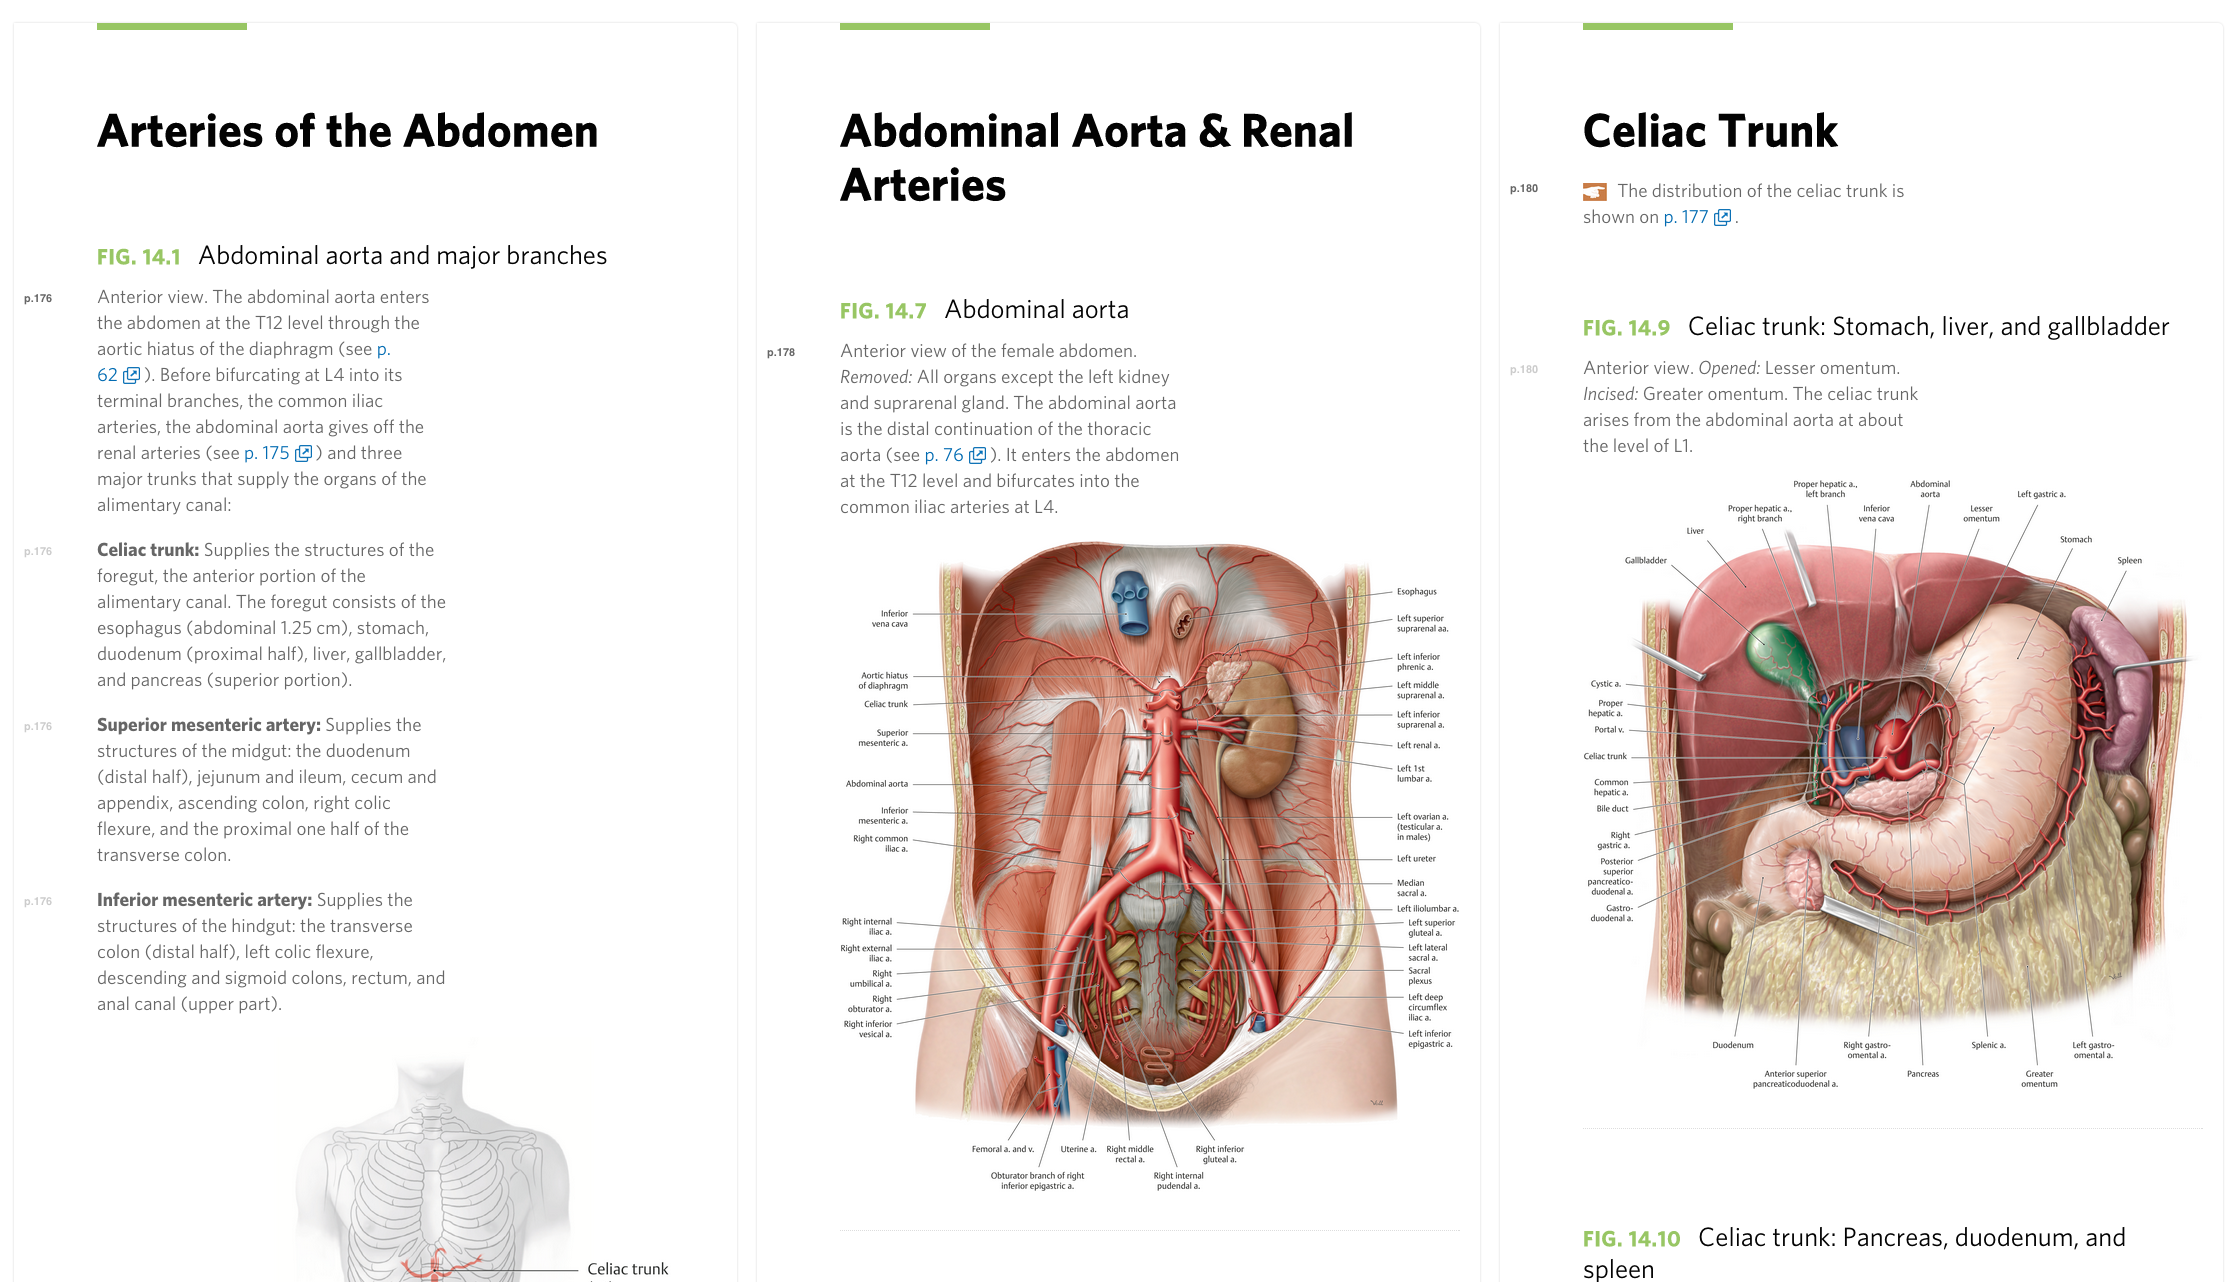 Arteries of the Abdomen
FIG. 14.1 Abdominal aorta and major branches
p.176
Anterior view. The abdominal aorta enters
the abdomen at the T12 level through the
aortic hiatus of the diaphragm (see p.
62 ). Before bifurcating at L4 into its
terminal branches, the common iliac
arteries, the abdominal aorta gives off the
renal arteries (see p. 175 ) and three
major trunks that supply the organs of the
alimentary canal:
p.176
Celiac trunk: Supplies the structures of the
foregut, the anterior portion of the
alimentary canal. The foregut consists of the
esophagus (abdominal 1.25 cm), stomach,
duodenum (proximal half), liver, gallbladder,
and pancreas (superior portion).
p.176
Superior mesenteric artery: Supplies the
structures of the midgut: the duodenum
(distal half), jejunum and ileum, cecum and
appendix, ascending colon, right colic
flexure, and the proximal one half of the
transverse colon.
p.176
Inferior mesenteric artery: Supplies the
structures of the hindgut: the transverse
colon (distal half), left colic flexure,
descending and sigmoid colons, rectum, and
anal canal (upper part).
Celiac trunk
Abdominal Aorta & Renal
Arteries
FIG. 14.7 Abdominal aorta
p.178
Anterior view of the female abdomen.
Removed: All organs except the left kidney
and suprarenal gland. The abdominal aorta
is the distal continuation of the thoracic
aorta (see p. 76 ). It enters the abdomen
at the T12 level and bifurcates into the
common iliac arteries at L4.
Inferior
vena cava
Aortic hiatus
of diaphragm
Celiac trunk
Superior
mesenteric a.
Abdominal aorta
Inferior
mesenteric a.
Right common
iliac a.
Right internal
iliac a.
Right external
iliac a.
Right
umbilical a.
Right
obturator a.
Right inferior
vesical a.
Esophagus
Left superior
suprarenal aa.
Left inferior
phrenic a.
Left middle
suprarenal a.
Left inferior
suprarenal a.
Left renal a.
Left 1st
lumbar a.
Left ovarian a.
(testicular a.
in males)
Left ureter
Median
sacral a.
Left iliolumbar a.
Left superior
gluteal a.
Left lateral
sacral a.
Sacral
plexus
Left deep
circumflex
iliac a.
Left inferior
epigastric a.
Femoral a. and v.
Uterine a.
Right middle
rectal a.
Right inferior
gluteal a.
Obturator branch of right
inferior epigastric a.
Right internal
pudendal a.
Celiac Trunk
p.180
The distribution of the celiac trunk is
shown on p. 177 .
FIG. 14.9 Celiac trunk: Stomach, liver, and gallbladder
p.180
Anterior view. Opened: Lesser omentum.
Incised: Greater omentum. The celiac trunk
arises from the abdominal aorta at about
the level of L1.
Proper hepatic a.,
left branch
Abdominal
aorta
Left gastric a.
Proper hepatic a.,
right branch
Inferior
vena cava
Lesser
omentum
Liver
Stomach
Gallbladder
Spleen
Cystic a.
Proper
hepatic a.
Portal v.
Celiac trunk
Common
hepatic a.
Bile duct
Right
gastric a.
Posterior
superior
pancreatico-
duodenal a.
Gastro-
duodenal a.
Duodenum
Right gastro-
omental a.
Splenic a.
Left gastro-
omental a.
Anterior superior
pancreaticoduodenal a.
Pancreas
Greater
omentum
FIG. 14.10 Celiac trunk: Pancreas, duodenum, and
spleen